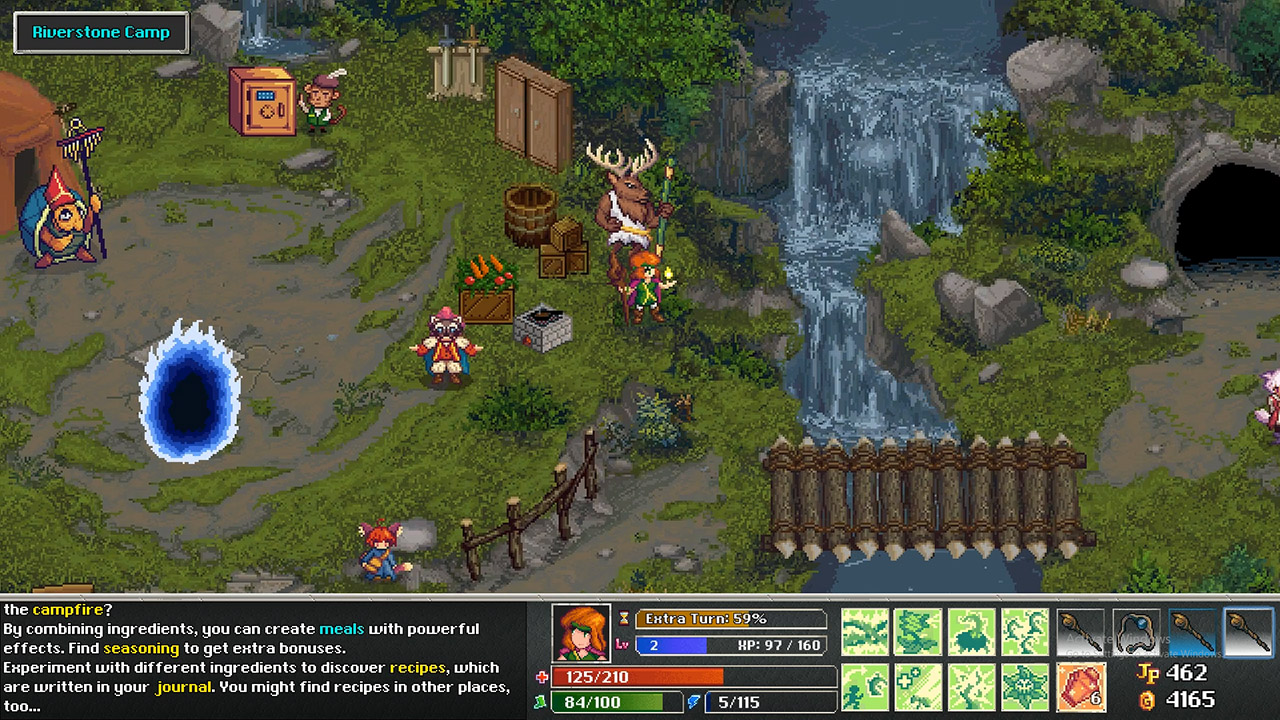 Riverstone Camp
the campfire?
By combining ingredients, you can create meals with powerful
effects. Find seasoning to get extra bonuses.
Experiment with different ingredients to discover recipes, which
are written in your journal. You might find recipes in other places,
too...
Extra Turn: 59%
Lv 2 XP: 97 / 160
125/210
84/100 5/115
6
Jp 462
4165